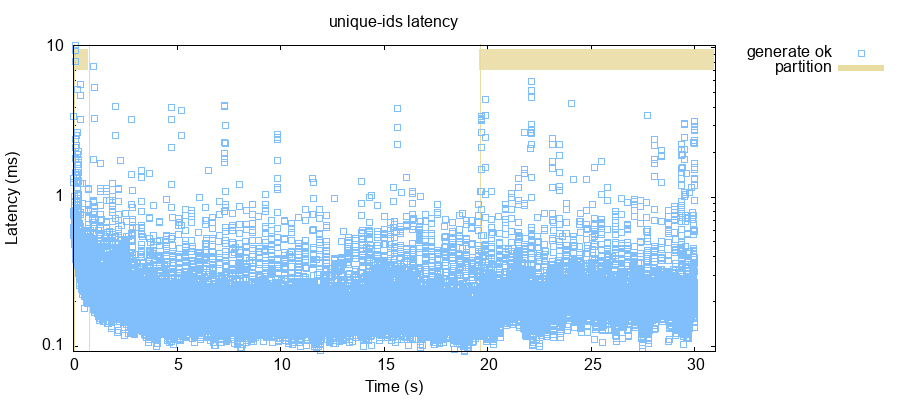 unique-ids latency
generate ok
partition
10
1
0.1
Latency (ms)
0 5 10 15 20 25 30
Time (s)